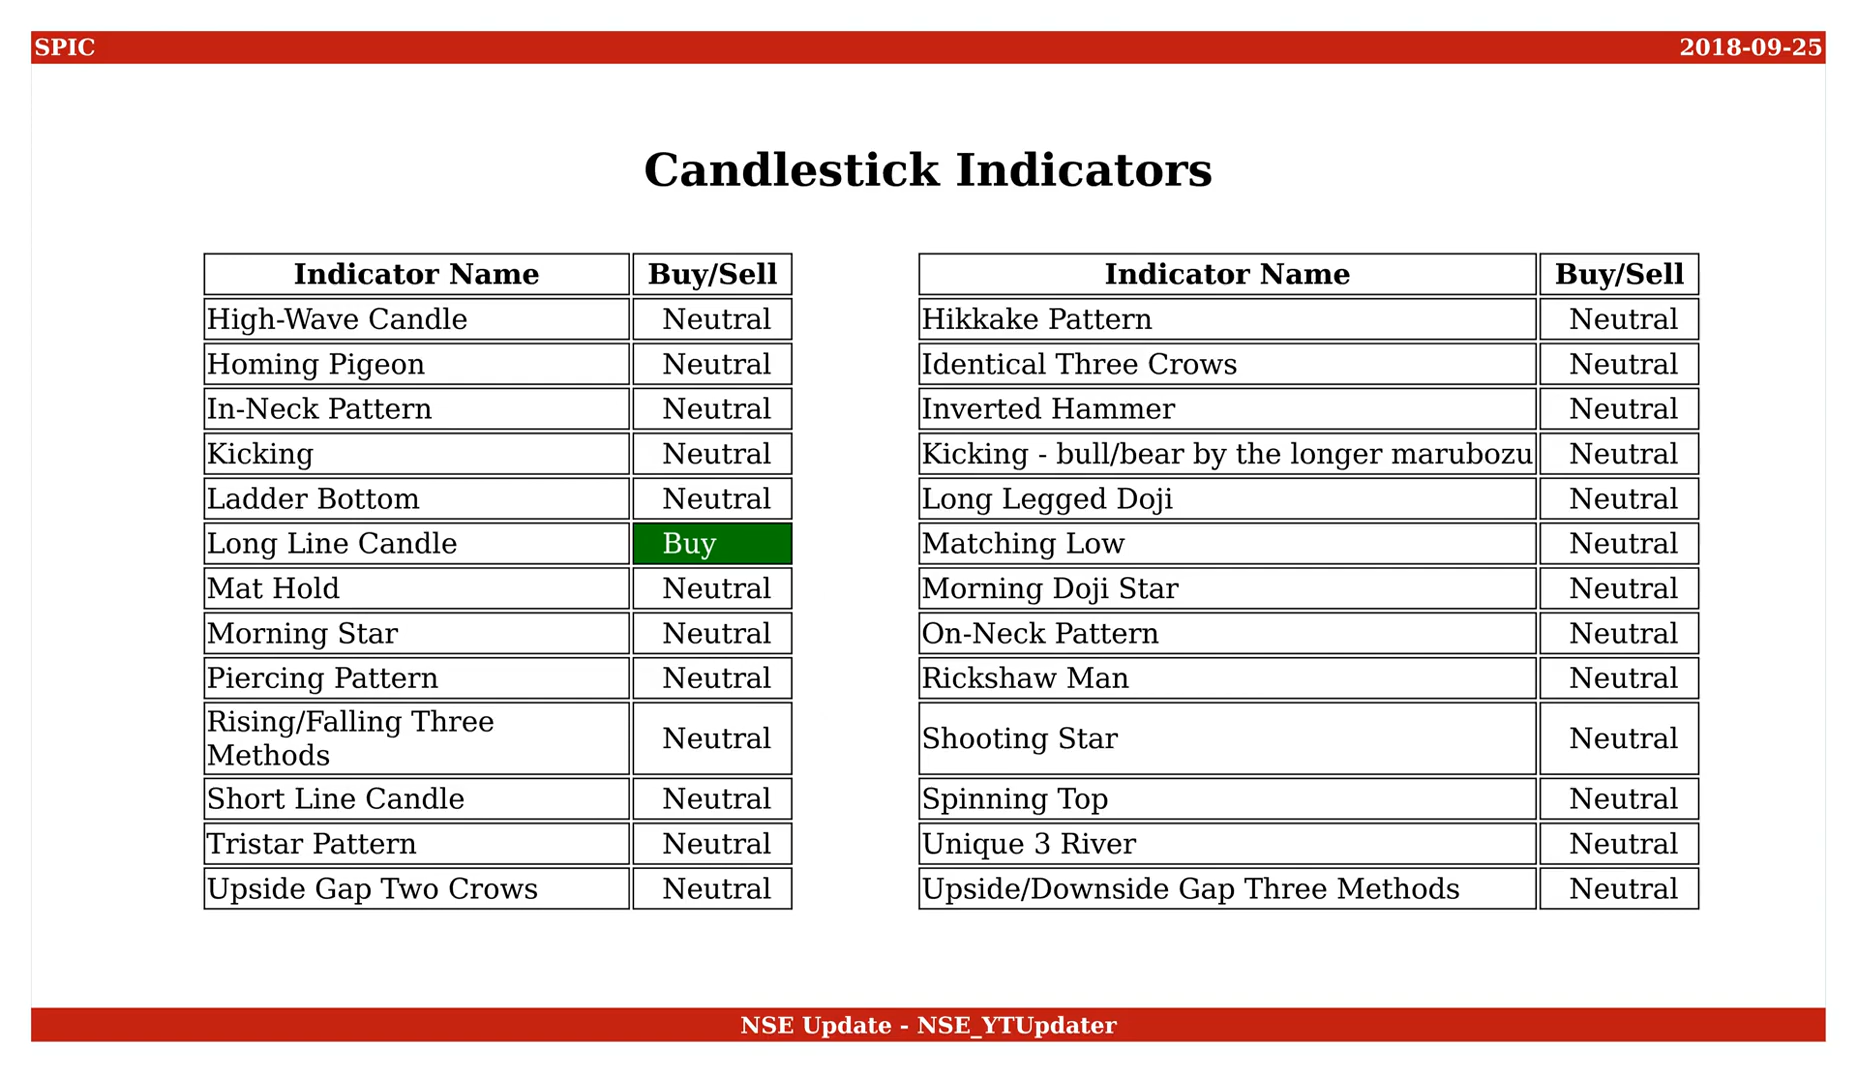 SPIC 2018-09-25
Candlestick Indicators
Indicator Name Buy/Sell
High-Wave Candle Neutral
Homing Pigeon Neutral
In-Neck Pattern Neutral
Kicking Neutral
Ladder Bottom Neutral
Long Line Candle Buy
Mat Hold Neutral
Morning Star Neutral
Piercing Pattern Neutral
Rising/Falling Three
Methods Neutral
Short Line Candle Neutral
Tristar Pattern Neutral
Upside Gap Two Crows Neutral
Indicator Name Buy/Sell
Hikkake Pattern Neutral
Identical Three Crows Neutral
Inverted Hammer Neutral
Kicking - bull/bear by the longer marubozu Neutral
Long Legged Doji Neutral
Matching Low Neutral
Morning Doji Star Neutral
On-Neck Pattern Neutral
Rickshaw Man Neutral
Shooting Star Neutral
Spinning Top Neutral
Unique 3 River Neutral
Upside/Downside Gap Three Methods Neutral
NSE Update - NSE_YTUpdater